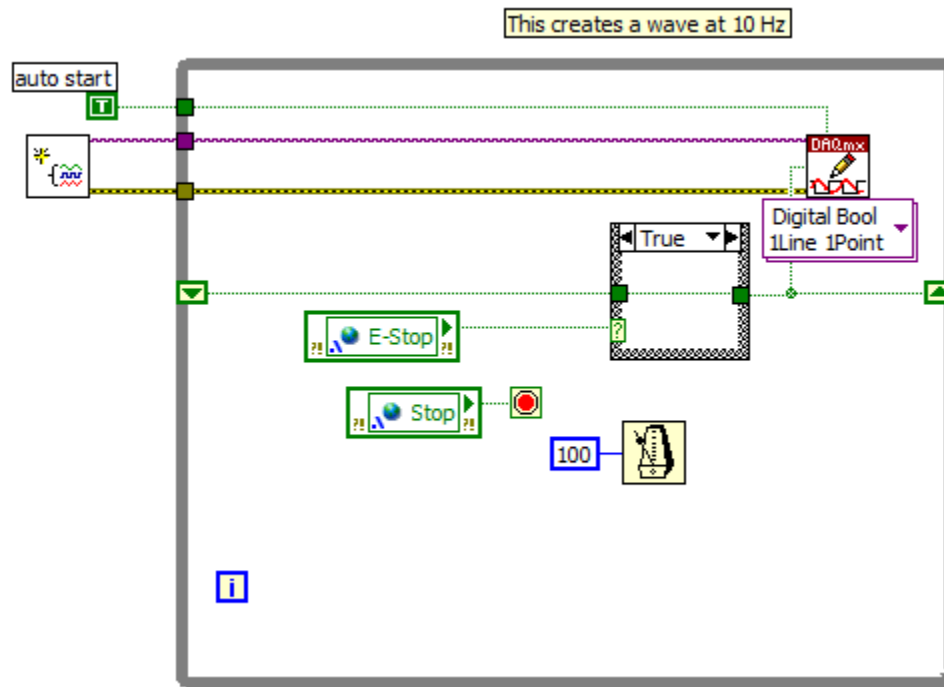 This creates a wave at 10 Hz
auto start
T
DAQmx
True
Digital Bool
1Line 1Point
?! E-Stop ?!
?
?! Stop ?!
100
i